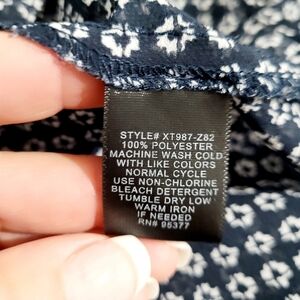 STYLE# XT987-Z82
100% POLYESTER
MACHINE WASH COLD
WITH LIKE COLORS
NORMAL CYCLE
USE NON-CHLORINE
BLEACH DETERGENT
TUMBLE DRY LOW
WARM IRON
IF NEEDED
RN# 95377